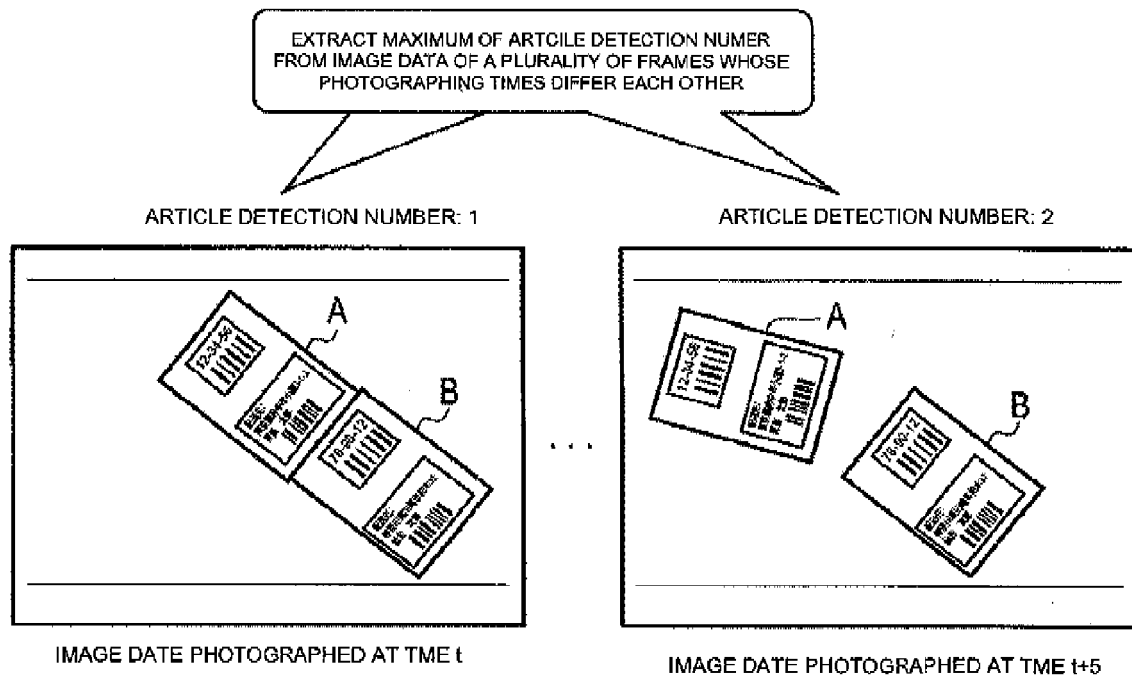 EXTRACT MAXIMUM OF ARTCILE DETECTION NUMER
FROM IMAGE DATA OF A PLURALITY OF FRAMES WHOSE
PHOTOGRAPHING TIMES DIFFER EACH OTHER
ARTICLE DETECTION NUMBER: 1
ARTICLE DETECTION NUMBER: 2
A
12-34-56
B
78-90-12
. . .
A
12-34-56
B
78-90-12
IMAGE DATE PHOTOGRAPHED AT TME t
IMAGE DATE PHOTOGRAPHED AT TME t+5